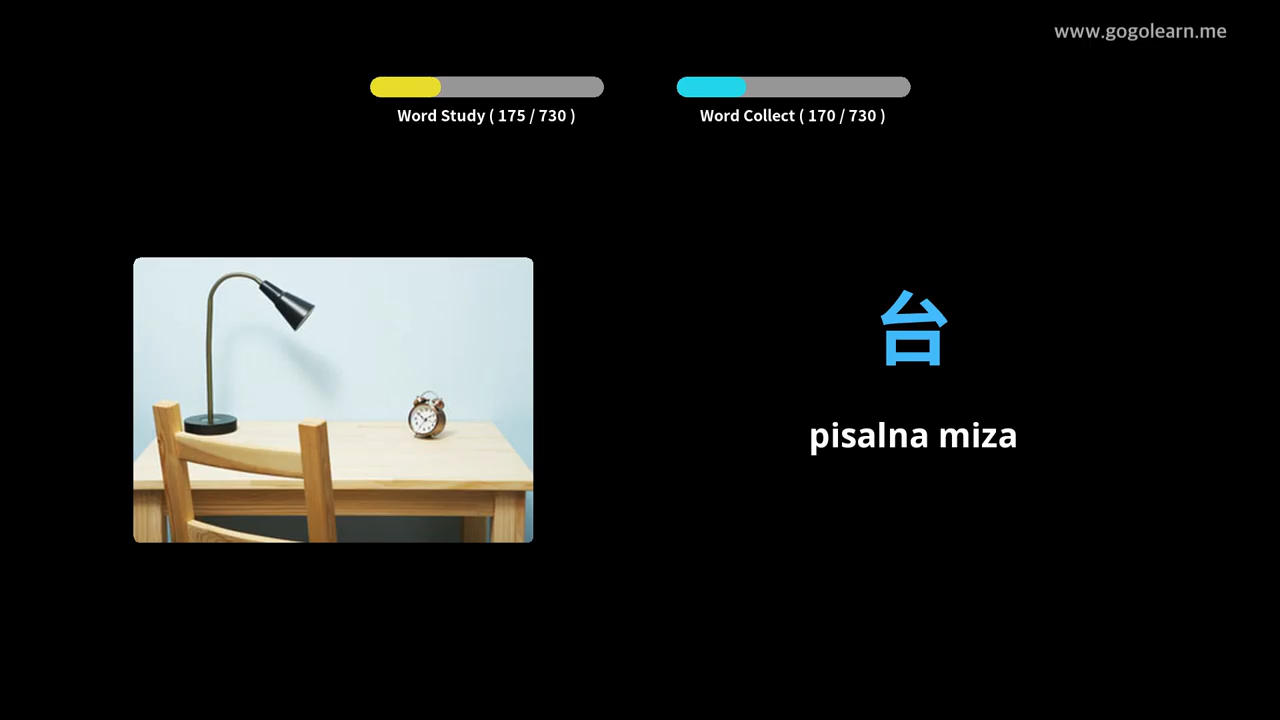 www.gogolearn.me
Word Study ( 175 / 730 )
Word Collect ( 170 / 730 )
台
pisalna miza